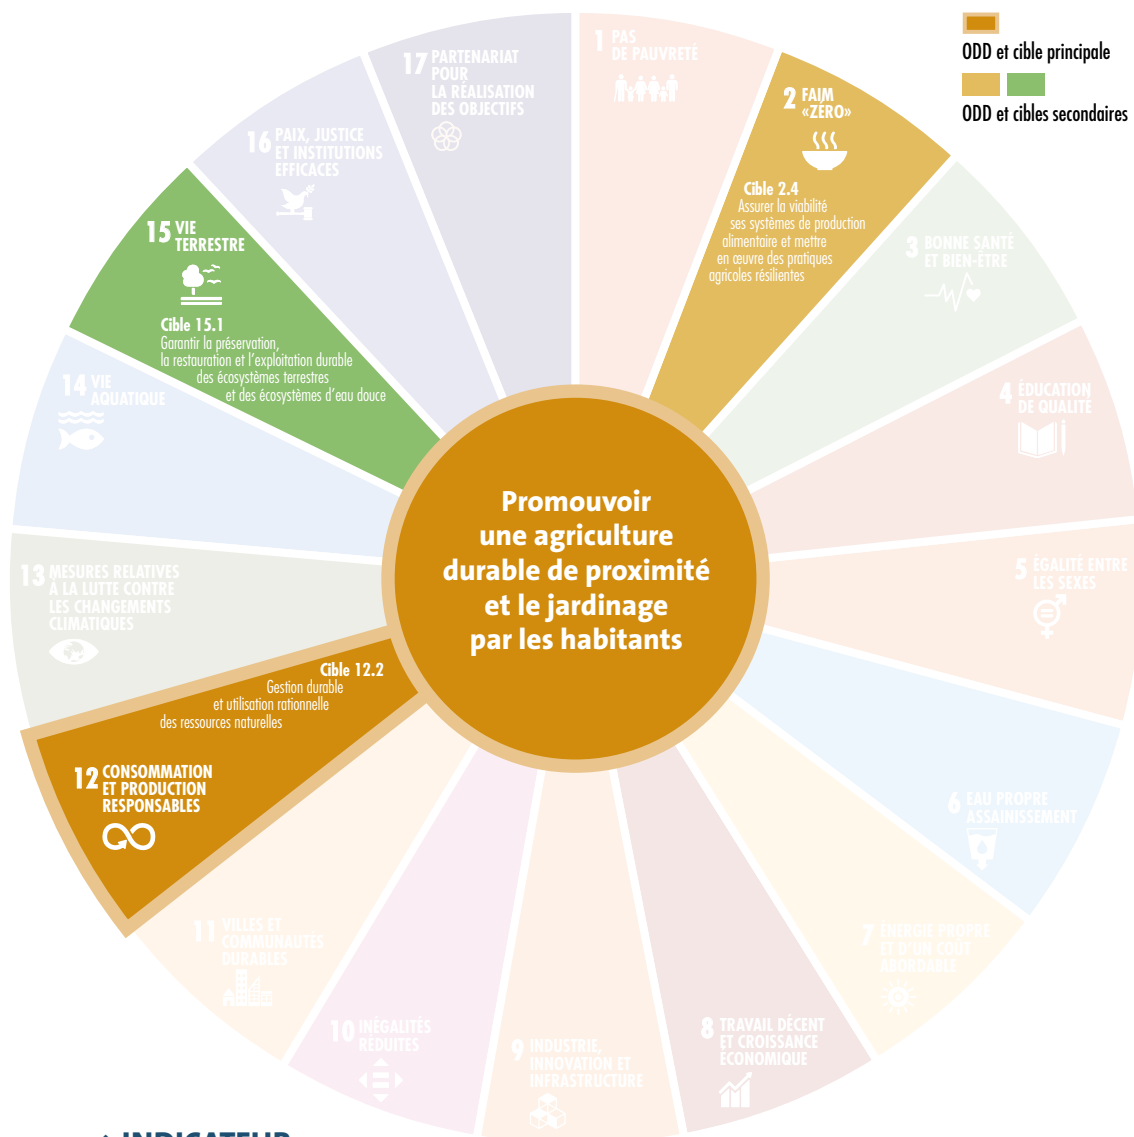 1 PAS
DE PAUVRETÉ
2 FAIM
«ZÉRO»
Cible 2.4
Assurer la viabilité
ses systèmes de production
alimentaire et mettre
en œuvre des pratiques
agricoles résilientes
3 BONNE SANTÉ
ET BIEN-ÊTRE
4 ÉDUCATION
DE QUALITÉ
5 ÉGALITÉ ENTRE
LES SEXES
6 EAU PROPRE
ASSAINISSEMENT
7 ÉNERGIE PROPRE
ET D'UN COÛT
ABORDABLE
8 TRAVAIL DÉCENT
ET CROISSANCE
ÉCONOMIQUE
9 INDUSTRIE,
INNOVATION ET
INFRASTRUCTURE
10 INÉGALITÉS
RÉDUITES
11 VILLES ET
COMMUNAUTÉS
DURABLES
Cible 12.2
Gestion durable
et utilisation rationnelle
des ressources naturelles
12 CONSOMMATION
ET PRODUCTION
RESPONSABLES
13 MESURES RELATIVES
À LA LUTTE CONTRE
LES CHANGEMENTS
CLIMATIQUES
14 VIE
AQUATIQUE
15 VIE
TERRESTRE
Cible 15.1
Garantir la préservation,
la restauration et l'exploitation durable
des écosystèmes terrestres
et des écosystèmes d'eau douce
16 PAIX, JUSTICE
ET INSTITUTIONS
EFFICACES
17 PARTENARIAT
POUR
LA RÉALISATION
DES OBJECTIFS
Promouvoir
une agriculture
durable de proximité
et le jardinage
par les habitants
ODD et cible principale
ODD et cibles secondaires
INDICATEUR